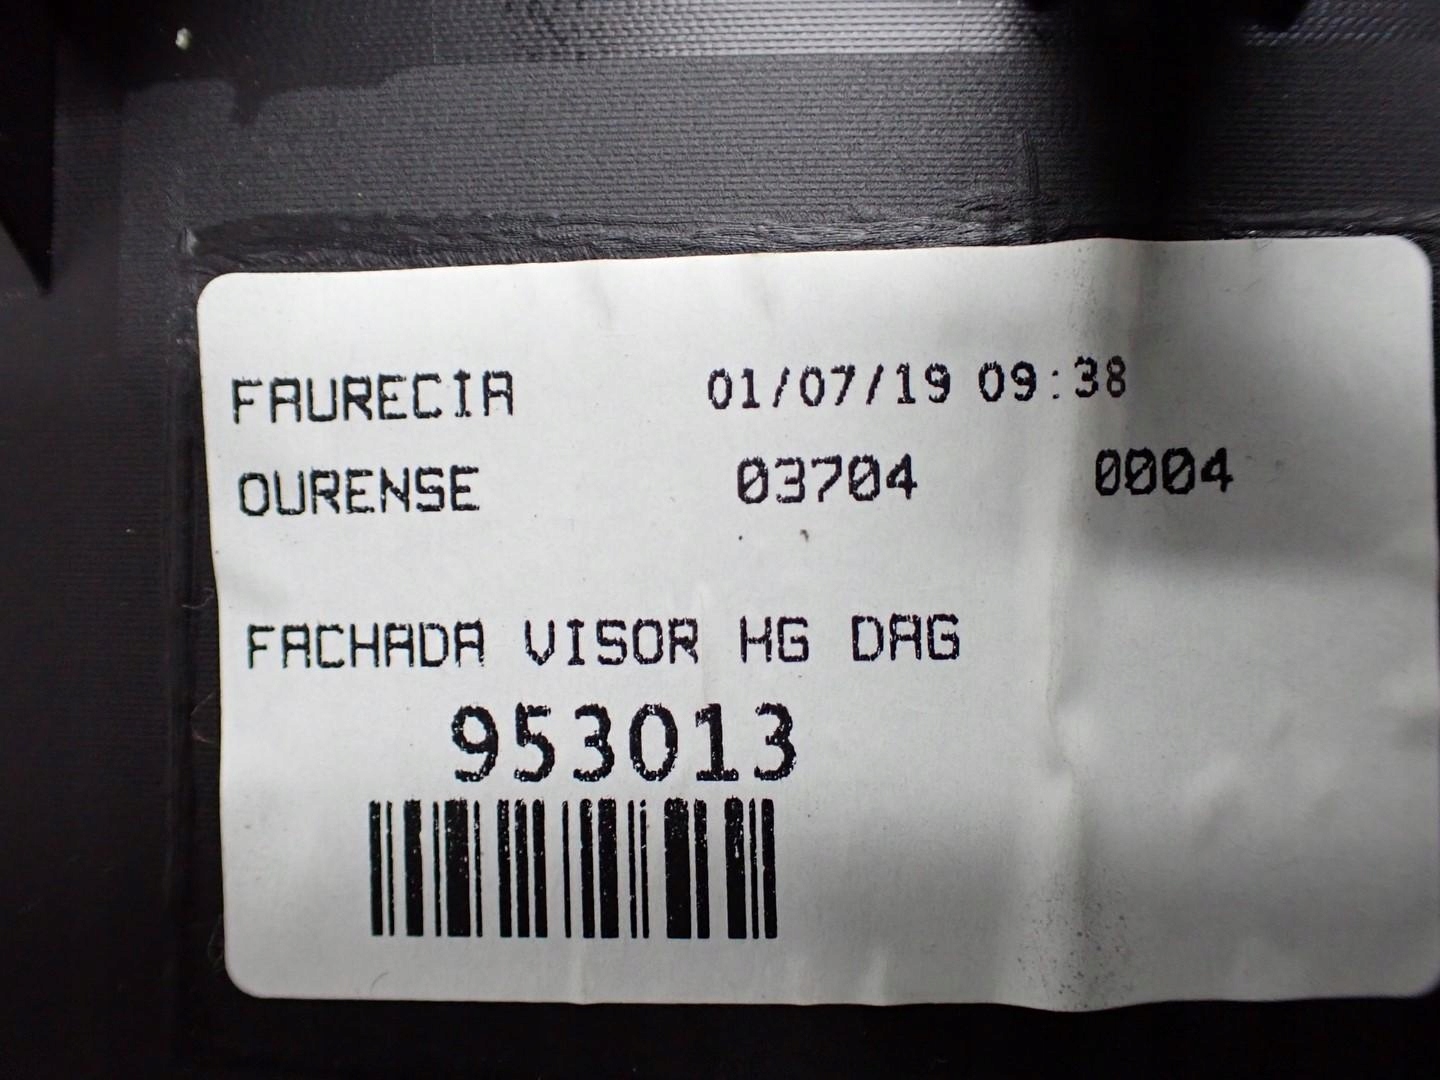 FAURECIA 01/07/19 09:38
OURENSE 03704 0004
FACHADA VISOR HG DAG
953013